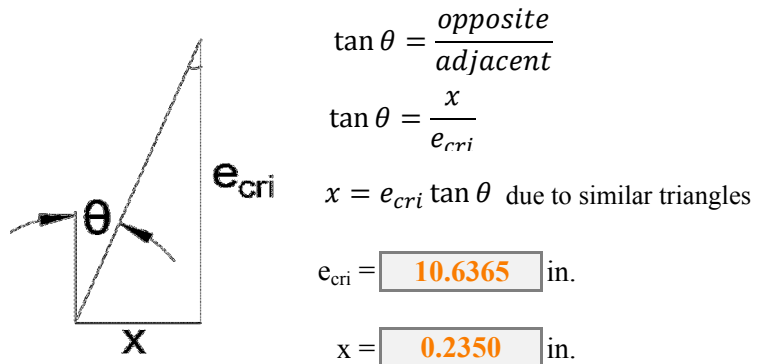 tan θ = opposite / adjacent
tan θ = x / e_cri
x = e_cri tan θ due to similar triangles
e_cri
θ
x
e_cri = 10.6365 in.
x = 0.2350 in.